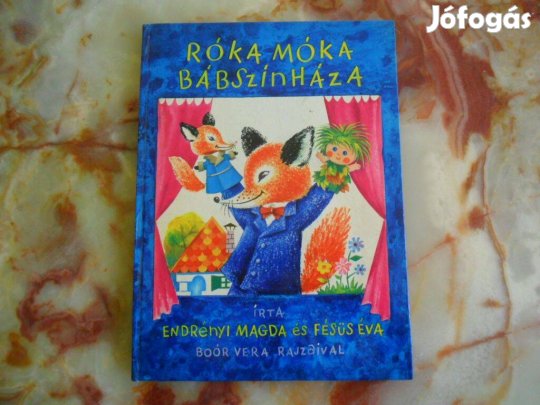 Jófogás
RÓKA MÓKA
BÁBSZÍNHÁZA
ÍRTA
ENDRÉNYI MAGDA és FÉSÜS ÉVA
BOÓR VERA RAJZAIVAL